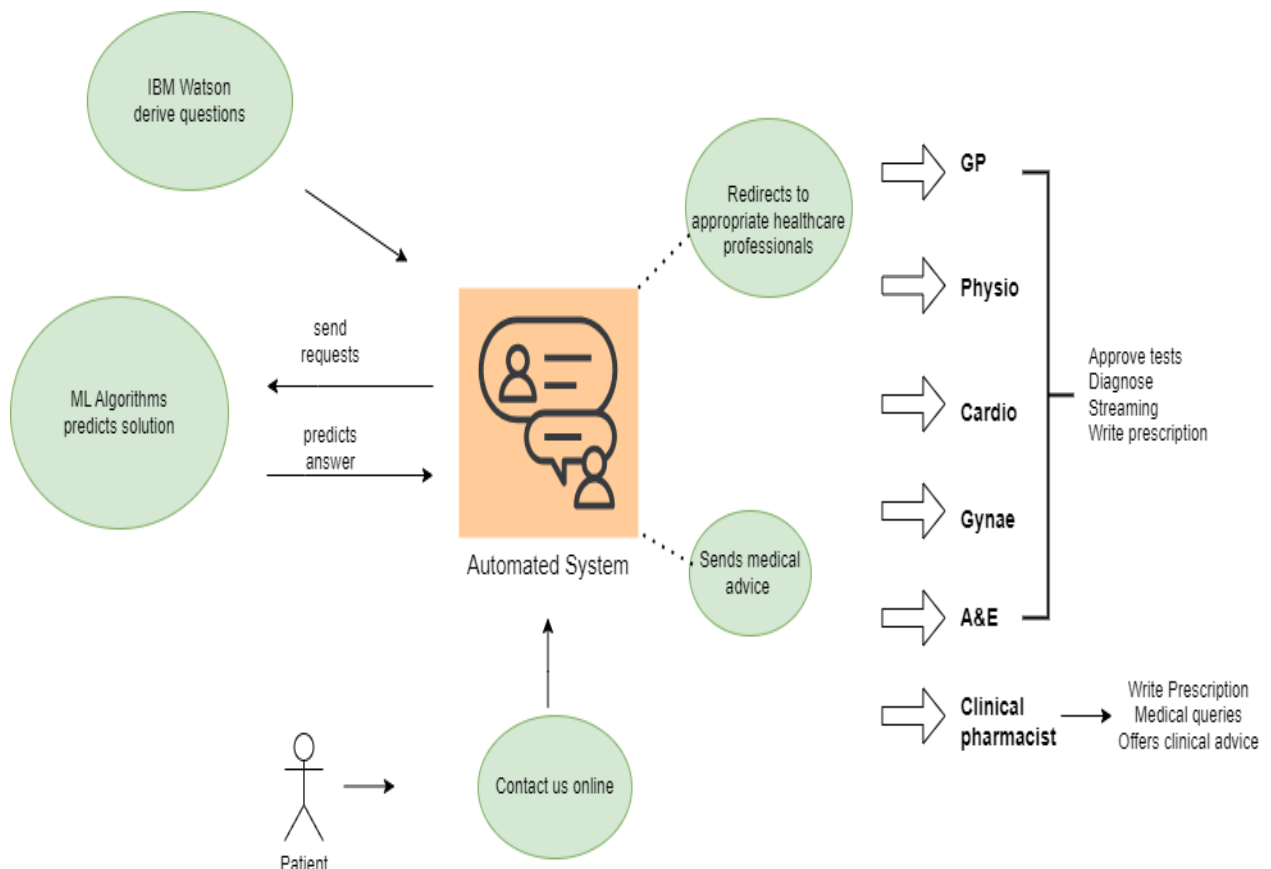 IBM Watson
derive questions
ML Algorithms
predicts solution
send
requests
predicts
answer
Automated System
Redirects to
appropriate healthcare
professionals
Sends medical
advice
Contact us online
Patient
GP
Physio
Cardio
Gynae
A&E
Clinical
pharmacist
Approve tests
Diagnose
Streaming
Write prescription
Write Prescription
Medical queries
Offers clinical advice